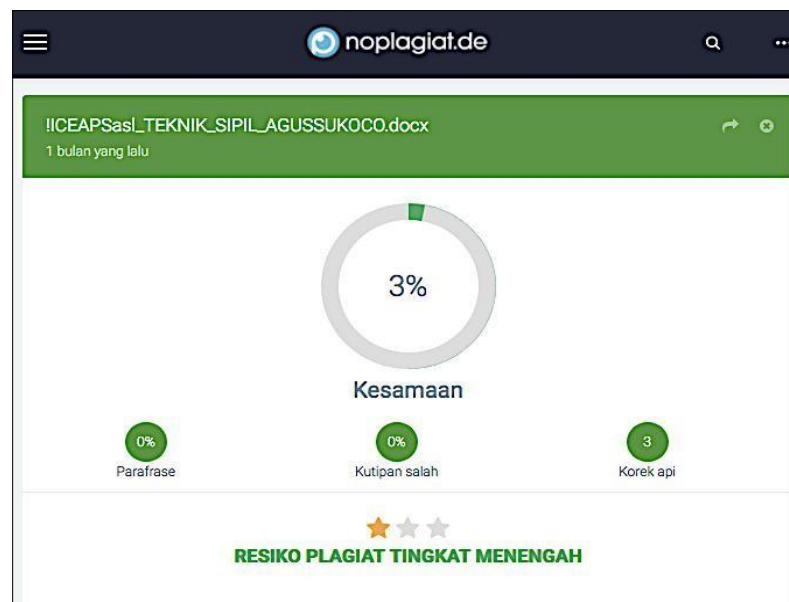 noplagiat.de
!ICEAPSasl_TEKNIK_SIPIL_AGUSSUKOCO.docx
1 bulan yang lalu
3%
Kesamaan
0% 0% 3
Parafrase Kutipan salah Korek api
RESIKO PLAGIAT TINGKAT MENENGAH